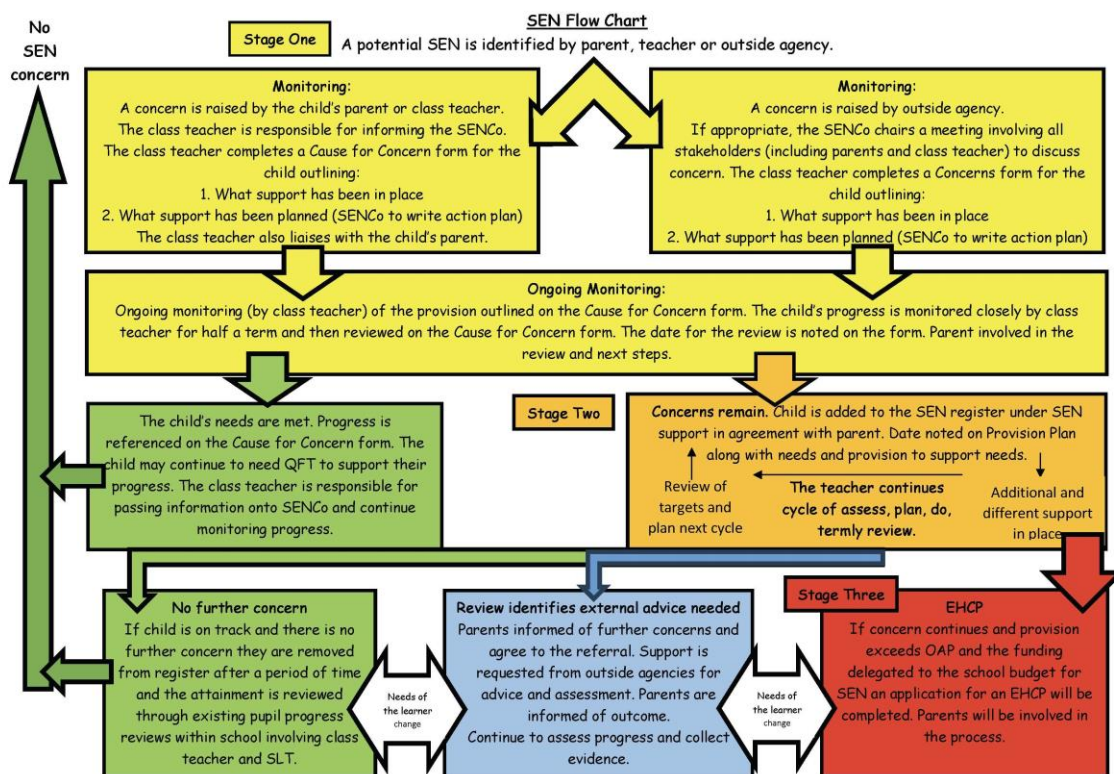 No
SEN
concern
SEN Flow Chart
Stage One
A potential SEN is identified by parent, teacher or outside agency.
Monitoring:
A concern is raised by the child's parent or class teacher.
The class teacher is responsible for informing the SENCo.
The class teacher completes a Cause for Concern form for the
child outlining:
1. What support has been in place
2. What support has been planned (SENCo to write action plan)
The class teacher also liaises with the child's parent.
Monitoring:
A concern is raised by outside agency.
If appropriate, the SENCo chairs a meeting involving all
stakeholders (including parents and class teacher) to discuss
concern. The class teacher completes a Concerns form for the
child outlining:
1. What support has been in place
2. What support has been planned (SENCo to write action plan)
Ongoing Monitoring:
Ongoing monitoring (by class teacher) of the provision outlined on the Cause for Concern form. The child's progress is monitored closely by class
teacher for half a term and then reviewed on the Cause for Concern form. The date for the review is noted on the form. Parent involved in the
review and next steps.
The child's needs are met. Progress is
referenced on the Cause for Concern form. The
child may continue to need QFT to support their
progress. The class teacher is responsible for
passing information onto SENCo and continue
monitoring progress.
Stage Two
Concerns remain. Child is added to the SEN register under SEN
support in agreement with parent. Date noted on Provision Plan
along with needs and provision to support needs.
Review of
targets and
plan next cycle
The teacher continues
cycle of assess, plan, do,
termly review.
Additional and
different support
in place
No further concern
If child is on track and there is no
further concern they are removed
from register after a period of time
and the attainment is reviewed
through existing pupil progress
reviews within school involving class
teacher and SLT.
Needs of
the learner
change
Review identifies external advice needed
Parents informed of further concerns and
agree to the referral. Support is
requested from outside agencies for
advice and assessment. Parents are
informed of outcome.
Continue to assess progress and collect
evidence.
Needs of
the learner
change
Stage Three
EHCP
If concern continues and provision
exceeds OAP and the funding
delegated to the school budget for
SEN an application for an EHCP will be
completed. Parents will be involved in
the process.